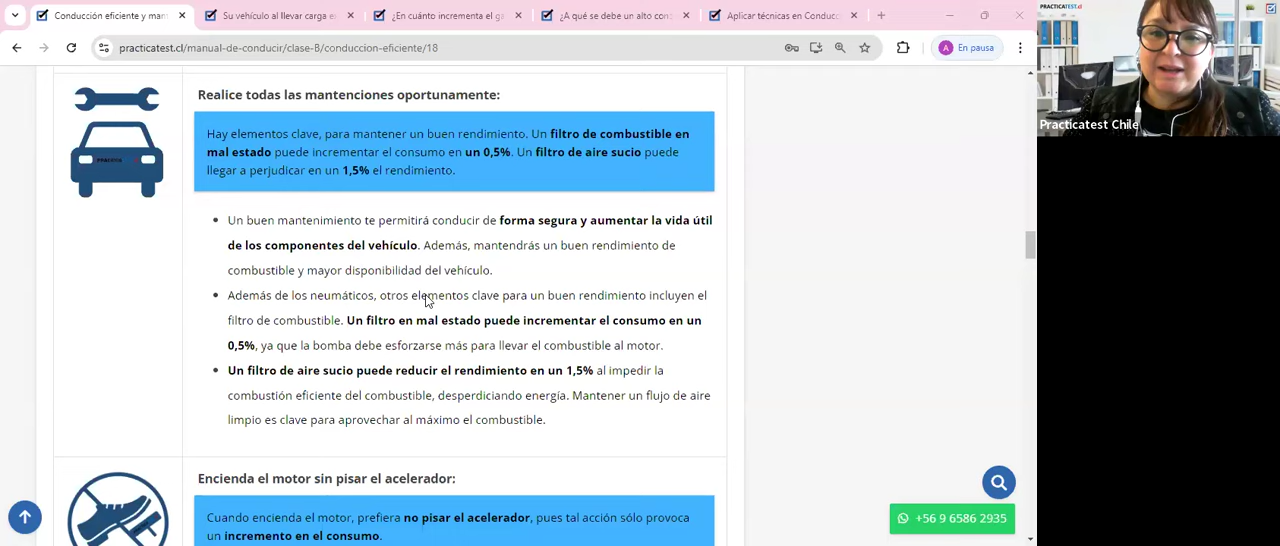 Conducción eficiente y man
Su vehículo al llevar carga es
¿En cuánto incrementa el ga
¿A qué se debe un alto con
Aplicar técnicas en Conducc
practicatest.cl/manual-de-conducir/clase-B/conduccion-eficiente/18
A En pausa
PRACTICATEST.cl
Practicatest Chile
Realice todas las mantenciones oportunamente:
Hay elementos clave, para mantener un buen rendimiento. Un filtro de combustible en
mal estado puede incrementar el consumo en un 0,5%. Un filtro de aire sucio puede
llegar a perjudicar en un 1,5% el rendimiento.
Un buen mantenimiento te permitirá conducir de forma segura y aumentar la vida útil
de los componentes del vehículo. Además, mantendrás un buen rendimiento de
combustible y mayor disponibilidad del vehículo.
Además de los neumáticos, otros elementos clave para un buen rendimiento incluyen el
filtro de combustible. Un filtro en mal estado puede incrementar el consumo en un
0,5%, ya que la bomba debe esforzarse más para llevar el combustible al motor.
Un filtro de aire sucio puede reducir el rendimiento en un 1,5% al impedir la
combustión eficiente del combustible, desperdiciando energía. Mantener un flujo de aire
limpio es clave para aprovechar al máximo el combustible.
Encienda el motor sin pisar el acelerador:
Cuando encienda el motor, prefiera no pisar el acelerador, pues tal acción sólo provoca
un incremento en el consumo.
+56 9 6586 2935